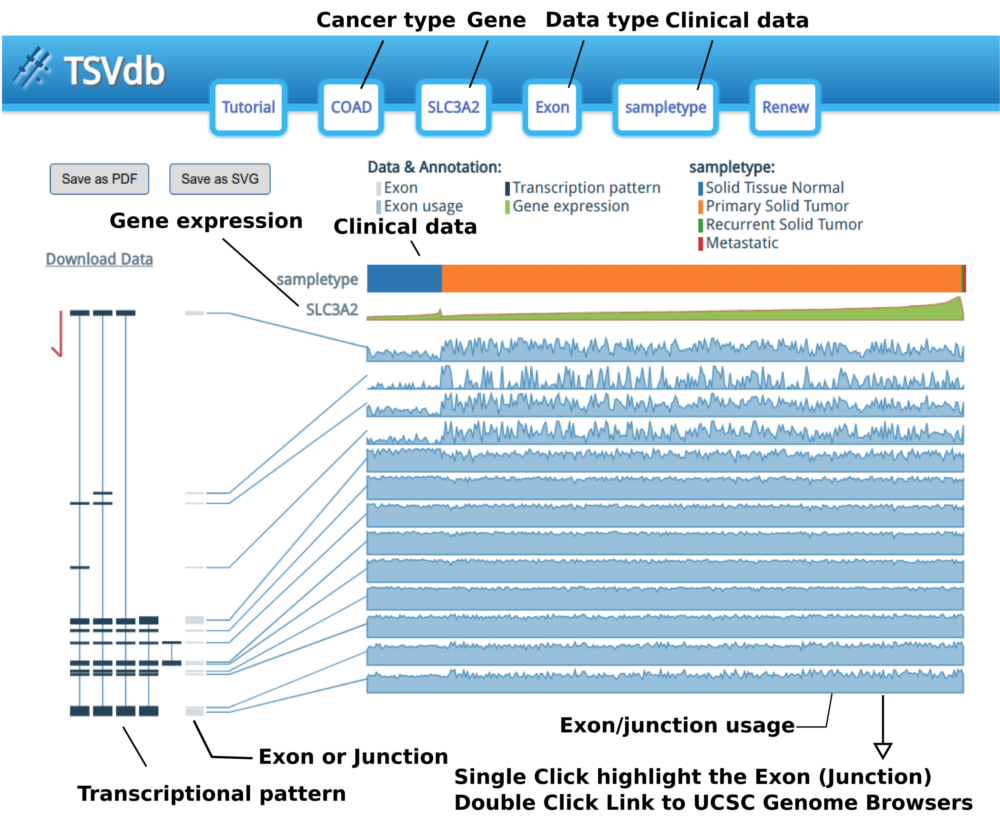 Cancer type Gene Data type Clinical data
TSVdb
Tutorial COAD SLC3A2 Exon sampletype Renew
Save as PDF Save as SVG
Data & Annotation:
Exon Transcription pattern
Exon usage Gene expression
sampletype:
Solid Tissue Normal
Primary Solid Tumor
Recurrent Solid Tumor
Metastatic
Gene expression
Clinical data
Download Data
sampletype
SLC3A2
Exon/junction usage
Exon or Junction
Transcriptional pattern
Single Click highlight the Exon (Junction)
Double Click Link to UCSC Genome Browsers